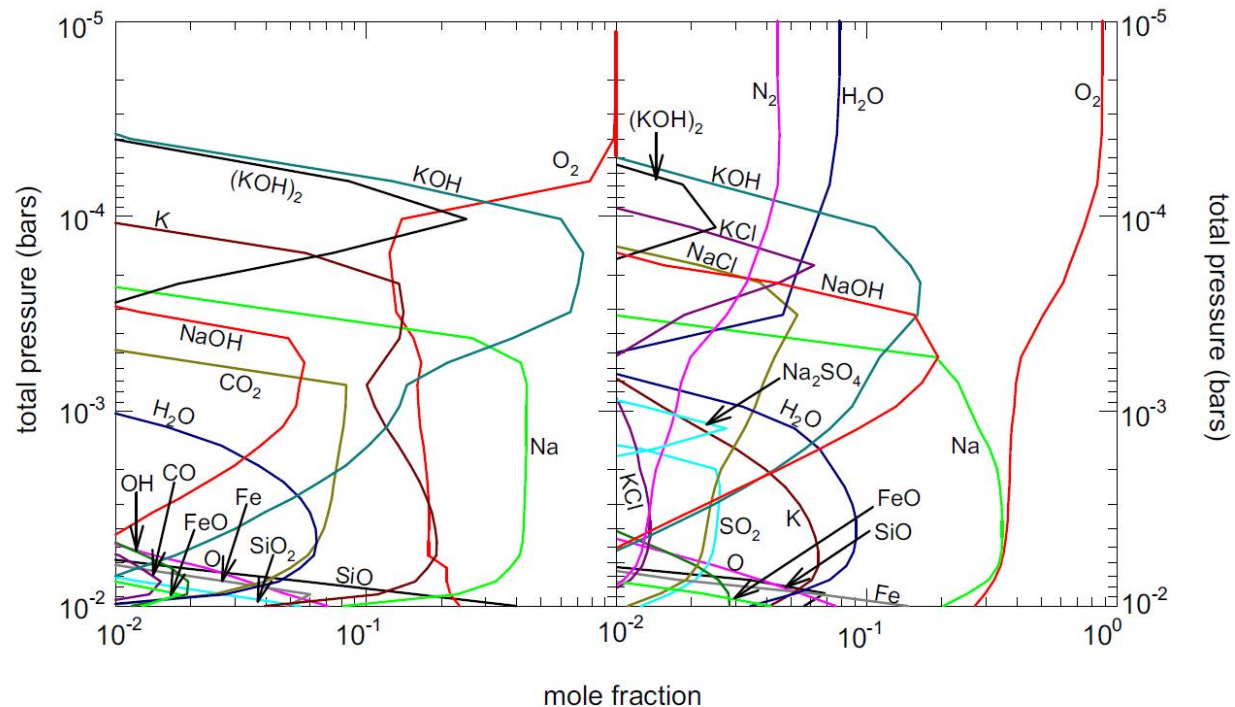 10⁻⁵
10⁻⁴
10⁻³
10⁻²
total pressure (bars)
(KOH)₂
KOH
O₂
K
NaOH
CO₂
H₂O
Na
OH
CO
FeO
Fe
O
SiO₂
SiO
10⁻²
10⁻¹
N₂
H₂O
O₂
(KOH)₂
KOH
KCl
NaCl
NaOH
Na₂SO₄
H₂O
Na
KCl
SO₂
K
FeO
SiO
O
Fe
10⁻⁵
10⁻⁴
10⁻³
10⁻²
total pressure (bars)
10⁻²
10⁻¹
10⁰
mole fraction